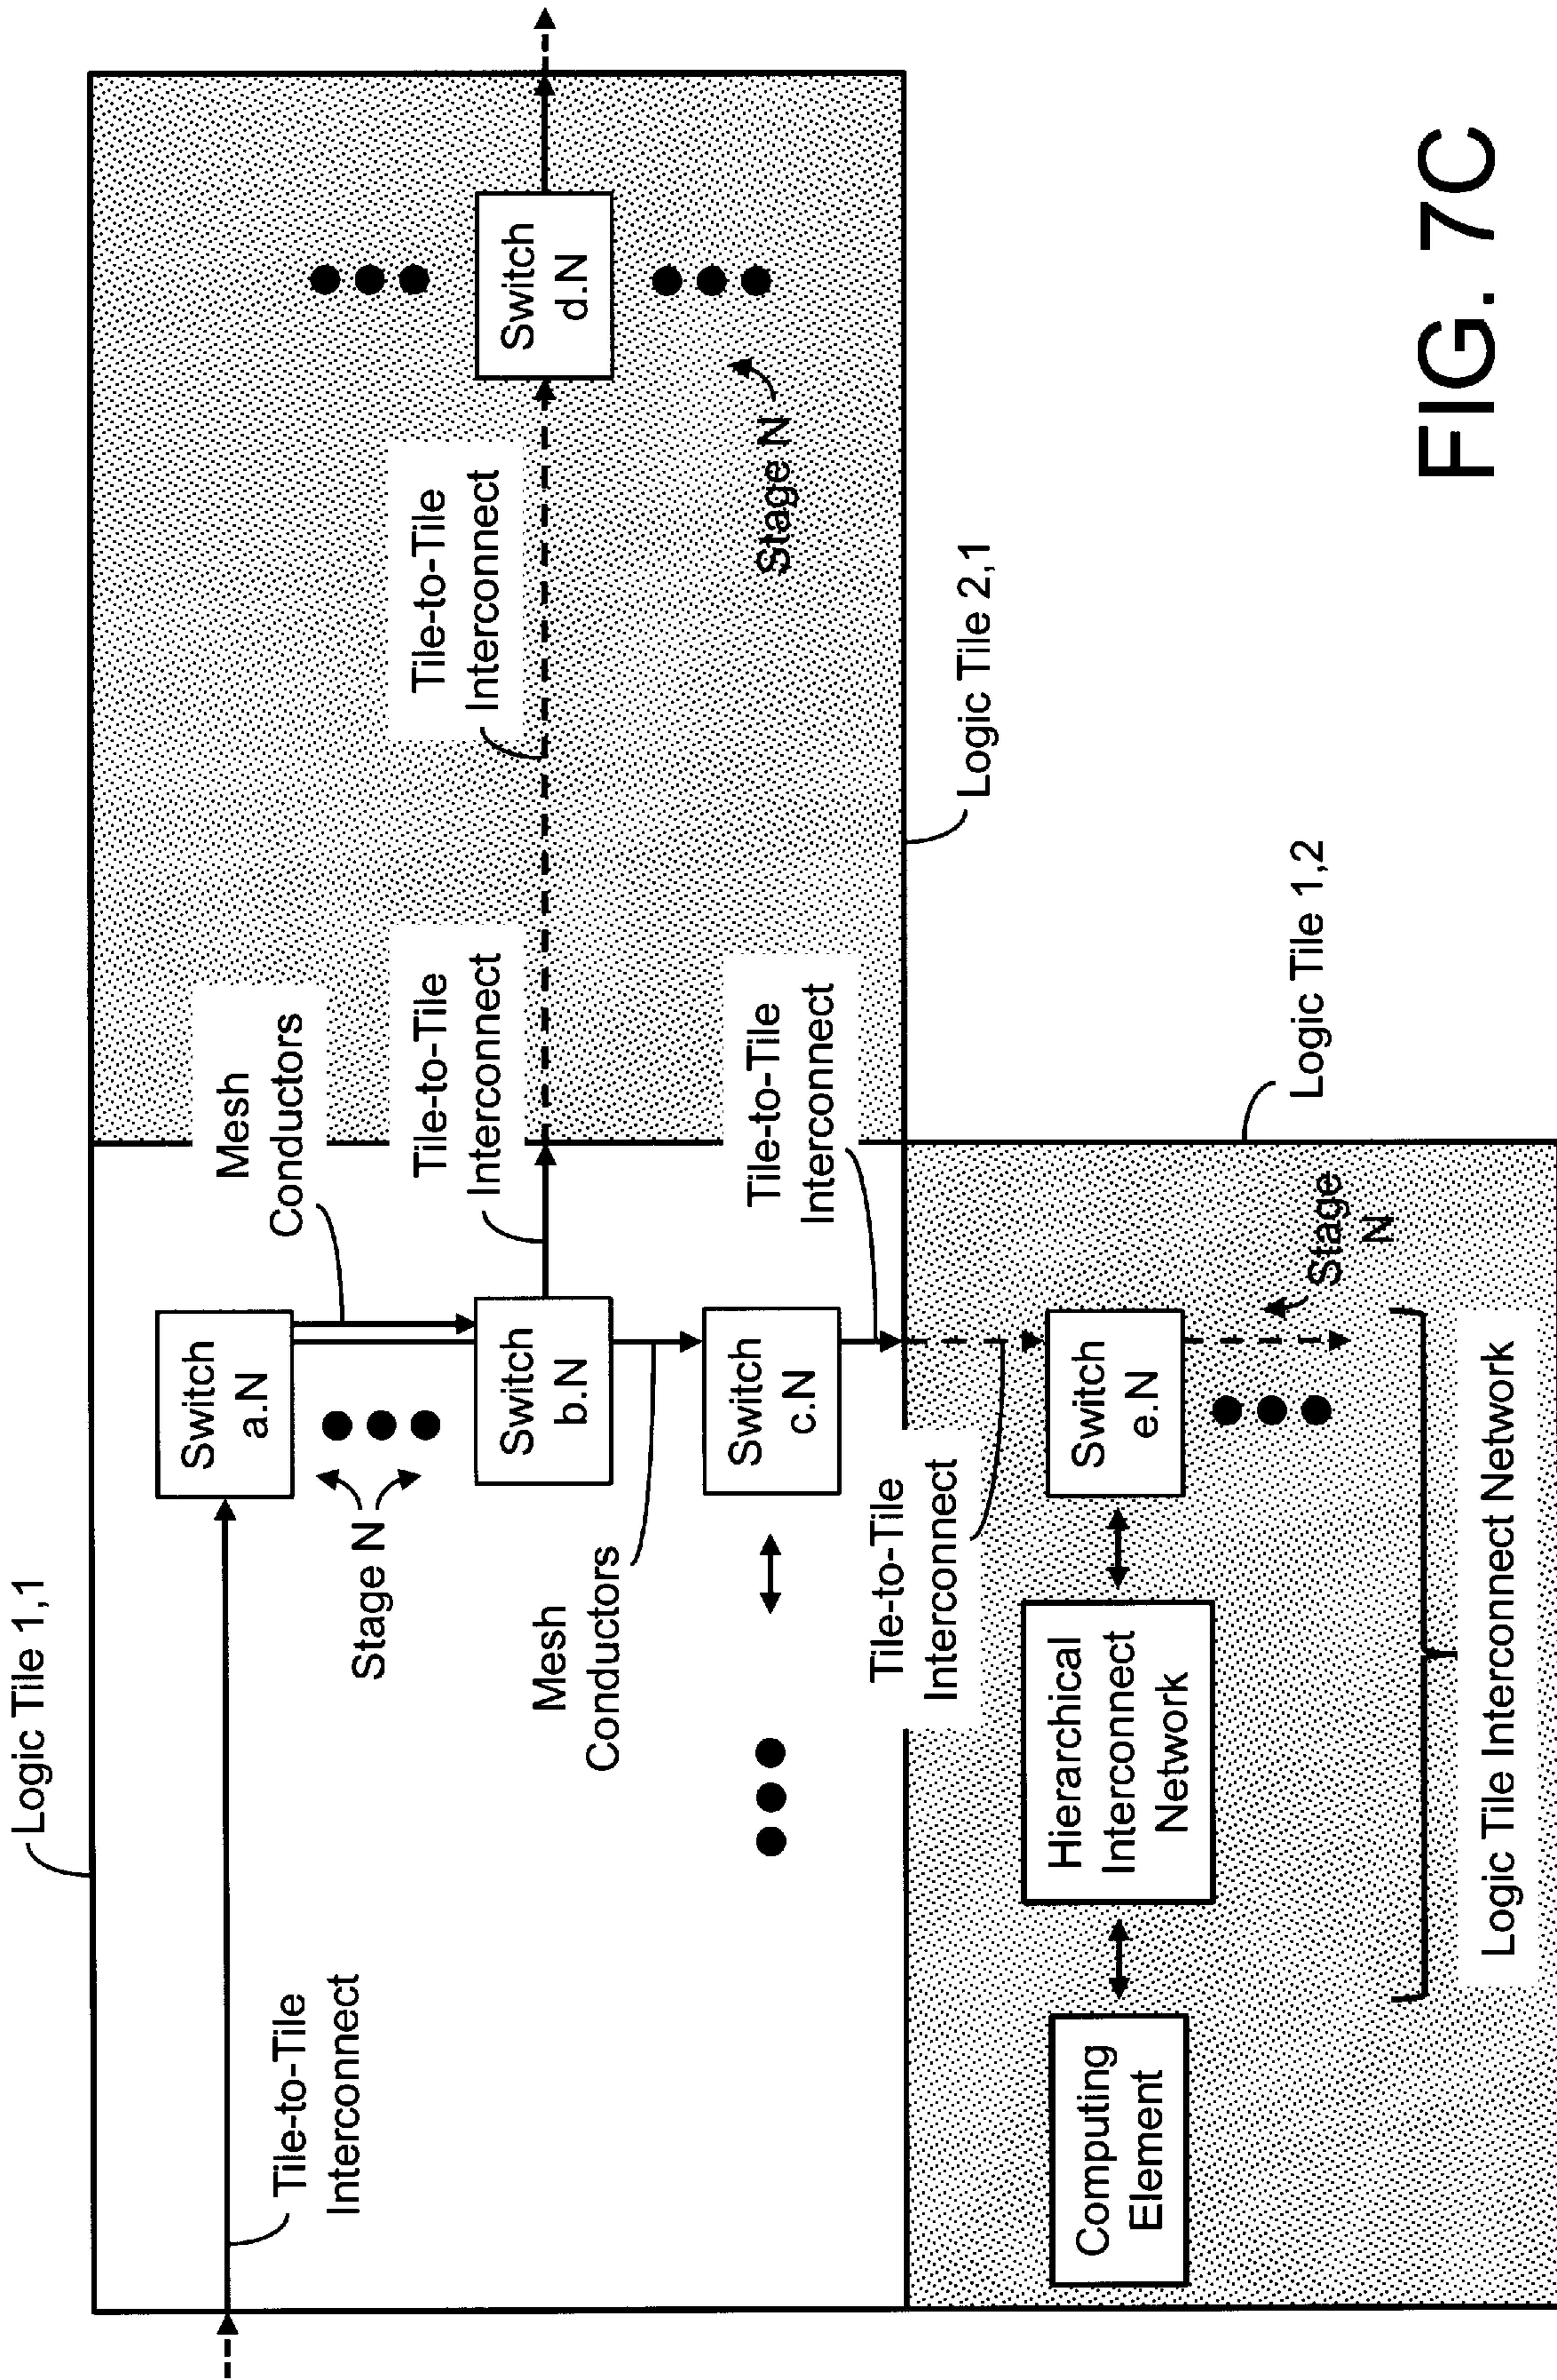 Logic Tile 1,1
Tile-to-Tile
Interconnect
Switch
a.N
Mesh
Conductors
Stage N
Switch
b.N
Tile-to-Tile
Interconnect
Tile-to-Tile
Interconnect
Switch
d.N
Stage N
Mesh
Conductors
Switch
c.N
Tile-to-Tile
Interconnect
Logic Tile 2,1
Tile-to-Tile
Interconnect
Computing
Element
Hierarchical
Interconnect
Network
Switch
e.N
Stage
N
Logic Tile 1,2
Logic Tile Interconnect Network
FIG. 7C